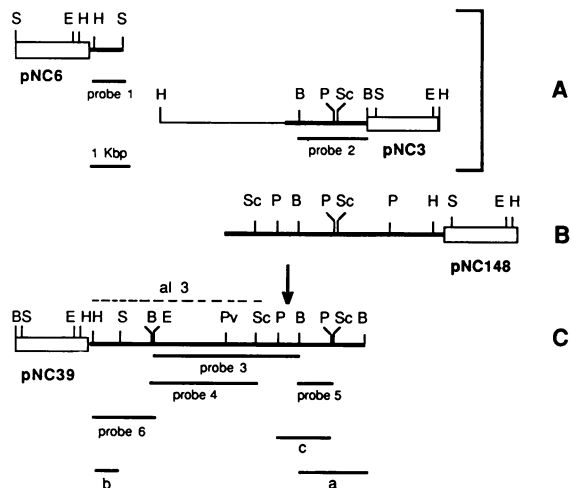 S E H H S
pNC6
probe 1
H B P Sc B S E H
A
probe 2
pNC3
1 Kbp
Sc P B P Sc P H S E H
B
pNC148
al 3
B S E H H S B E Pv Sc P B P Sc B
C
pNC39
probe 3
probe 4
probe 5
probe 6
c
b
a